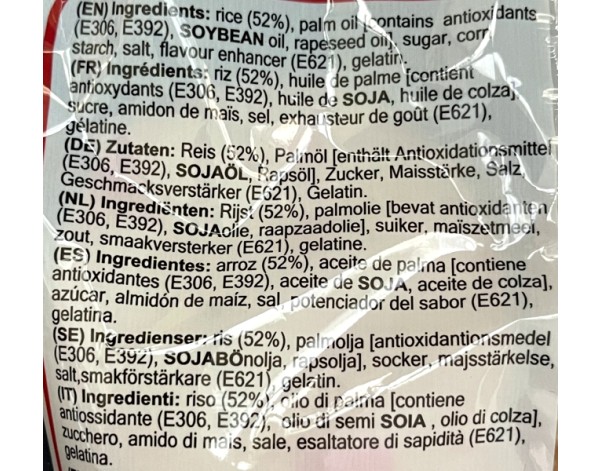 (EN) Ingredients: rice (52%), palm oil [contains antioxidants
(E306, E392), SOYBEAN oil, rapeseed oil], sugar, corn
starch, salt, flavour enhancer (E621), gelatin.
(FR) Ingrédients: riz (52%), huile de palme [contient
antioxydants (E306, E392), huile de SOJA, huile de colza],
sucre, amidon de maïs, sel, exhausteur de goût (E621),
gélatine.
(DE) Zutaten: Reis (52%), Palmöl [enthält Antioxidationsmittel
(E306, E392), SOJAÖL, Rapsöl], Zucker, Maisstärke, Salz,
Geschmacksverstärker (E621), Gelatin.
(NL) Ingrediënten: Rijst (52%), palmolie [bevat antioxidanten
(E306, E392), SOJAolie, raapzaadolie], suiker, maïszetmeel,
zout, smaakversterker (E621), gelatine.
(ES) Ingredientes: arroz (52%), aceite de palma [contiene
antioxidantes (E306, E392), aceite de SOJA, aceite de colza],
azúcar, almidón de maíz, sal, potenciador del sabor (E621),
gelatina.
(SE) Ingredienser: ris (52%), palmolja [antioxidantionsmedel
(E306, E392), SOJABÖNolja, rapsolja], socker, majsstärkelse,
salt,smakförstärkare (E621), gelatin.
(IT) Ingredienti: riso (52%), olio di palma [contiene
antiossidante (E306, E392), olio di semi SOIA , olio di colza],
zucchero, amido di mais, sale, esaltatore di sapidità (E621),
gelatina.